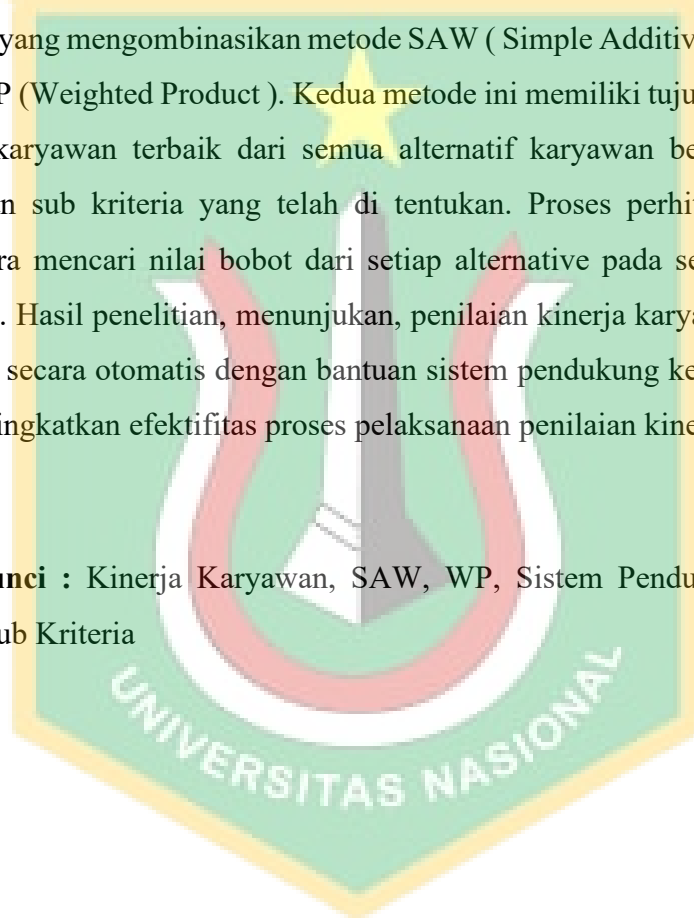 yang mengombinasikan metode SAW ( Simple Additiv
P (Weighted Product ). Kedua metode ini memiliki tuju
karyawan terbaik dari semua alternatif karyawan be
n sub kriteria yang telah di tentukan. Proses perhit
ra mencari nilai bobot dari setiap alternative pada se
. Hasil penelitian, menunjukan, penilaian kinerja karya
secara otomatis dengan bantuan sistem pendukung ke
ingkatkan efektifitas proses pelaksanaan penilaian kine
unci : Kinerja Karyawan, SAW, WP, Sistem Pendu
ub Kriteria
UNIVERSITAS NASIONAL